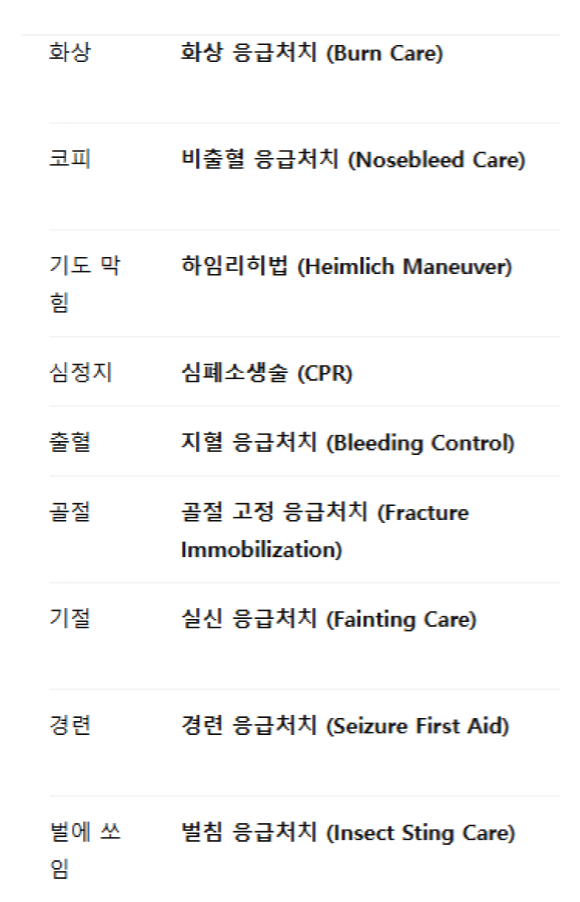 화상 화상 응급처치 (Burn Care)
코피 비출혈 응급처치 (Nosebleed Care)
기도 막 하임리히법 (Heimlich Maneuver)
힘
심정지 심폐소생술 (CPR)
출혈 지혈 응급처치 (Bleeding Control)
골절 골절 고정 응급처치 (Fracture
Immobilization)
기절 실신 응급처치 (Fainting Care)
경련 경련 응급처치 (Seizure First Aid)
벌에 쏘 벌침 응급처치 (Insect Sting Care)
임